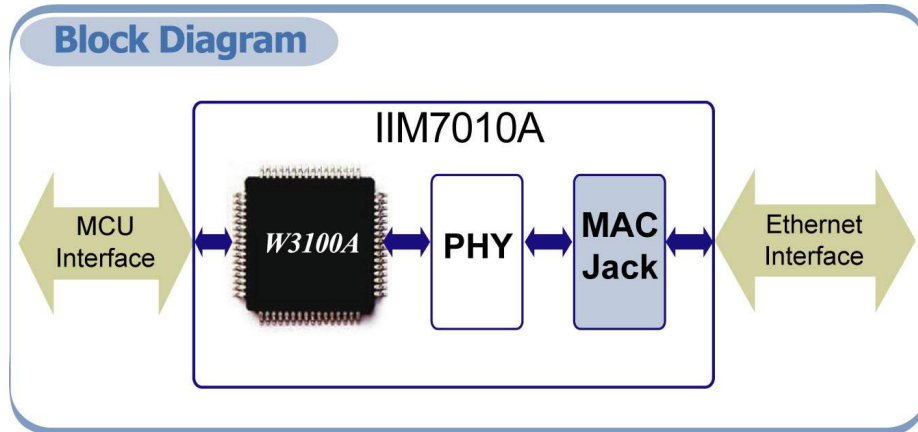 Block Diagram
IIM7010A
MCU
Interface
W3100A
PHY
MAC
Jack
Ethernet
Interface